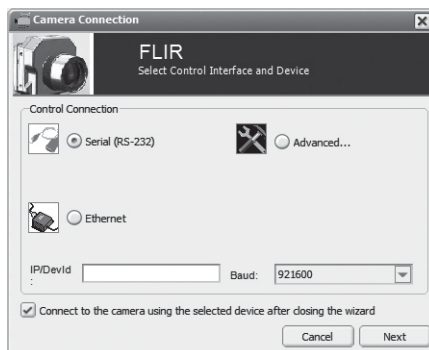 Camera Connection
FLIR
Select Control Interface and Device
Control Connection
Serial (RS-232)
Advanced...
Ethernet
IP/DevId
:
Baud:
921600
Connect to the camera using the selected device after closing the wizard
Cancel
Next